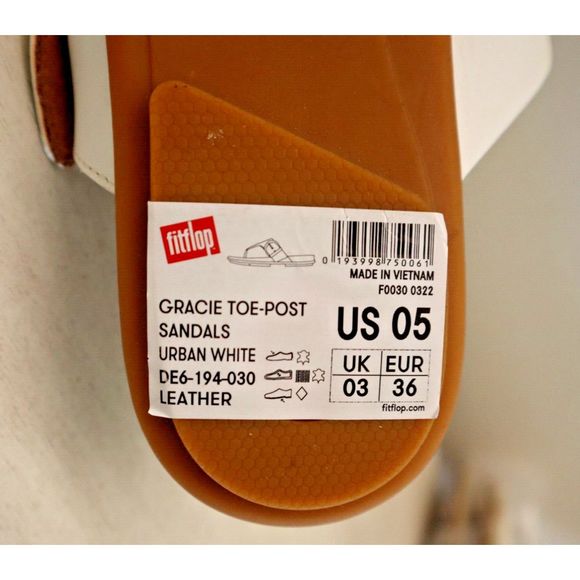 fitflop
0 193998 750061
MADE IN VIETNAM
F0030 0322
GRACIE TOE-POST
SANDALS
URBAN WHITE
DE6-194-030
LEATHER
US 05
UK EUR
03 36
fitflop.com